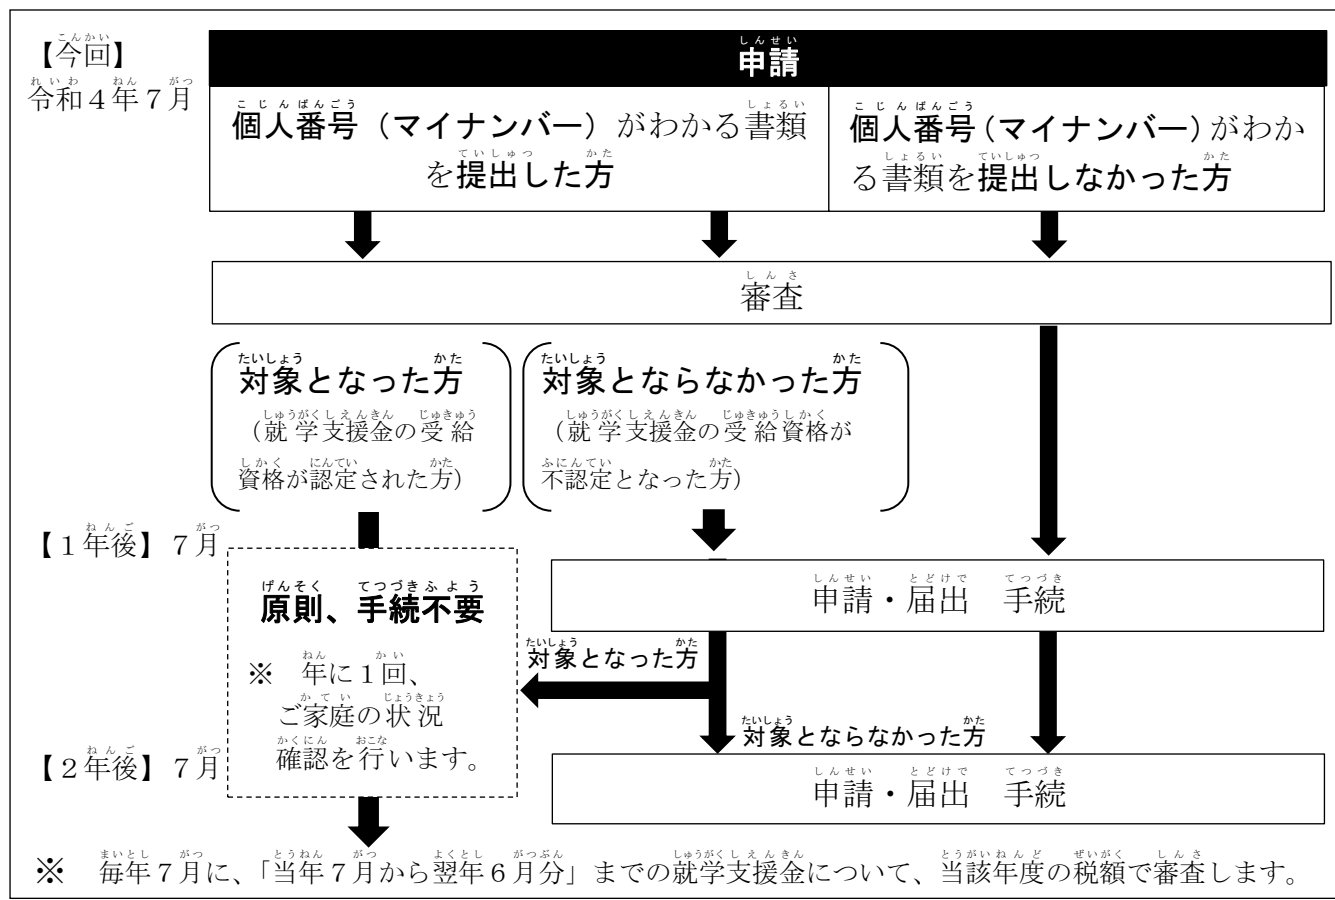 【今回】
令和４年７月
申請
個人番号（マイナンバー）がわかる書類
を提出した方
個人番号（マイナンバー）がわか
る書類を提出しなかった方
審査
対象となった方
（就学支援金の受給
資格が認定された方）
対象とならなかった方
（就学支援金の受給資格が
不認定となった方）
【１年後】７月
原則、手続不要
※　年に１回、
ご家庭の状況
確認を行います。
申請・届出　手続
対象となった方
対象とならなかった方
【２年後】７月
申請・届出　手続
※　毎年７月に、「当年７月から翌年６月分」までの就学支援金について、当該年度の税額で審査します。